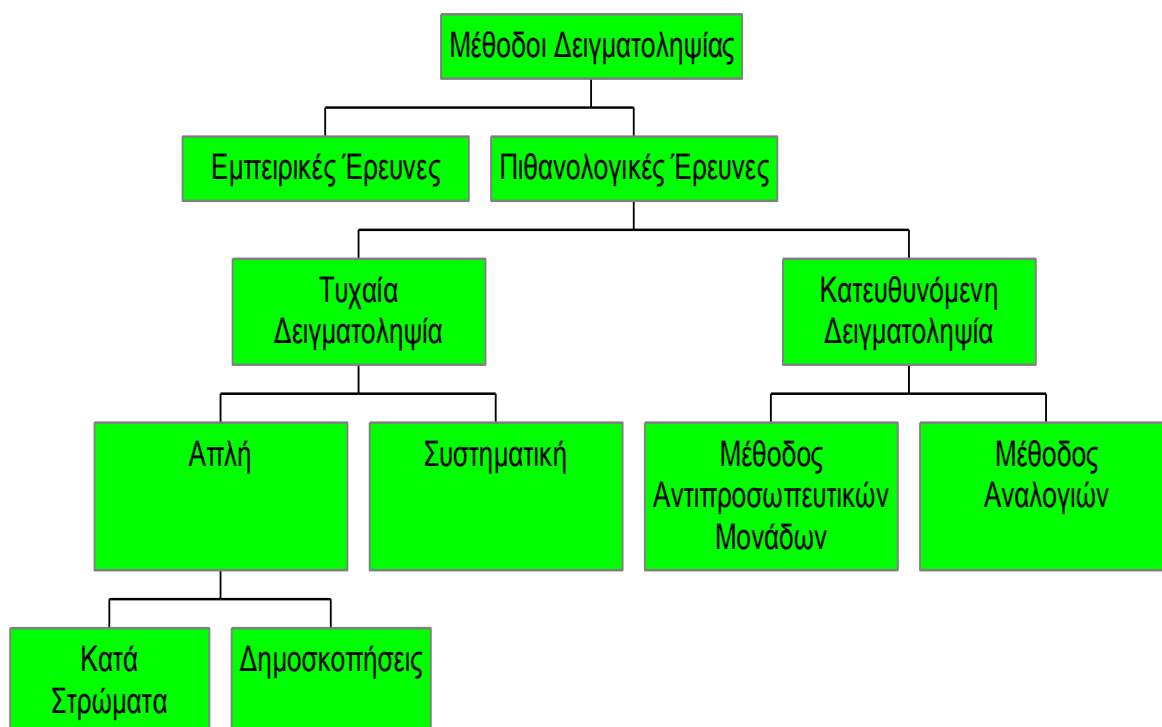 Μέθοδοι Δειγματοληψίας
Εμπειρικές Έρευνες
Πιθανολογικές Έρευνες
Τυχαία
Δειγματοληψία
Κατευθυνόμενη
Δειγματοληψία
Απλή
Συστηματική
Μέθοδος
Αντιπροσωπευτικών
Μονάδων
Μέθοδος
Αναλογιών
Κατά
Στρώματα
Δημοσκοπήσεις